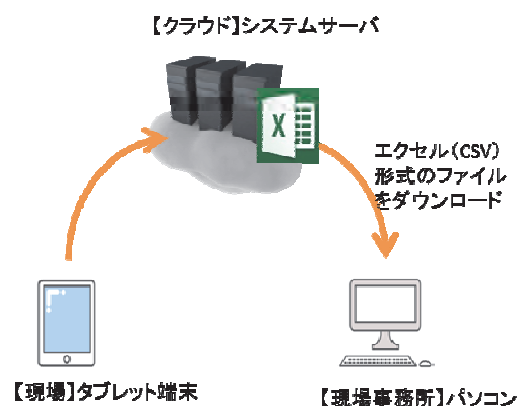 【クラウド】システムサーバ
X
エクセル(CSV)
形式のファイル
をダウンロード
【現場】タブレット端末
【現場事務所】パソコン